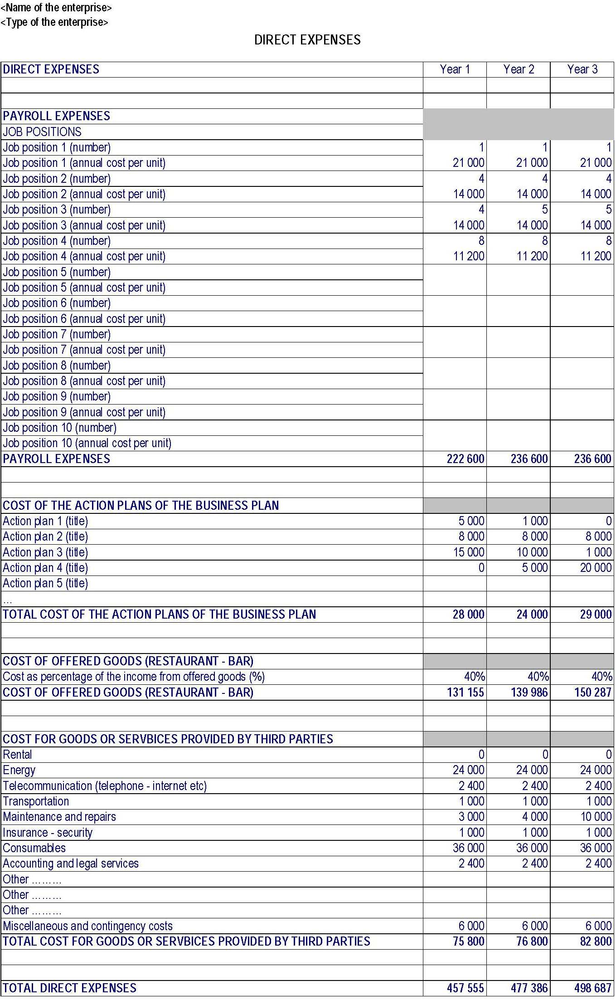 <Name of the enterprise>
<Type of the enterprise>
DIRECT EXPENSES
DIRECT EXPENSES Year 1 Year 2 Year 3
PAYROLL EXPENSES
JOB POSITIONS
Job position 1 (number) 1 1 1
Job position 1 (annual cost per unit) 21 000 21 000 21 000
Job position 2 (number) 4 4 4
Job position 2 (annual cost per unit) 14 000 14 000 14 000
Job position 3 (number) 4 5 5
Job position 3 (annual cost per unit) 14 000 14 000 14 000
Job position 4 (number) 8 8 8
Job position 4 (annual cost per unit) 11 200 11 200 11 200
Job position 5 (number)
Job position 5 (annual cost per unit)
Job position 6 (number)
Job position 6 (annual cost per unit)
Job position 7 (number)
Job position 7 (annual cost per unit)
Job position 8 (number)
Job position 8 (annual cost per unit)
Job position 9 (number)
Job position 9 (annual cost per unit)
Job position 10 (number)
Job position 10 (annual cost per unit)
PAYROLL EXPENSES 222 600 236 600 236 600
COST OF THE ACTION PLANS OF THE BUSINESS PLAN
Action plan 1 (title) 5 000 1 000 0
Action plan 2 (title) 8 000 8 000 8 000
Action plan 3 (title) 15 000 10 000 1 000
Action plan 4 (title) 0 5 000 20 000
Action plan 5 (title)
...
TOTAL COST OF THE ACTION PLANS OF THE BUSINESS PLAN 28 000 24 000 29 000
COST OF OFFERED GOODS (RESTAURANT - BAR)
Cost as percentage of the income from offered goods (%) 40% 40% 40%
COST OF OFFERED GOODS (RESTAURANT - BAR) 131 155 139 986 150 287
COST FOR GOODS OR SERVBICES PROVIDED BY THIRD PARTIES
Rental 0 0 0
Energy 24 000 24 000 24 000
Telecommunication (telephone - internet etc) 2 400 2 400 2 400
Transportation 1 000 1 000 1 000
Maintenance and repairs 3 000 4 000 10 000
Insurance - security 1 000 1 000 1 000
Consumables 36 000 36 000 36 000
Accounting and legal services 2 400 2 400 2 400
Other .........
Other .........
Other .........
Miscellaneous and contingency costs 6 000 6 000 6 000
TOTAL COST FOR GOODS OR SERVBICES PROVIDED BY THIRD PARTIES 75 800 76 800 82 800
TOTAL DIRECT EXPENSES 457 555 477 386 498 687